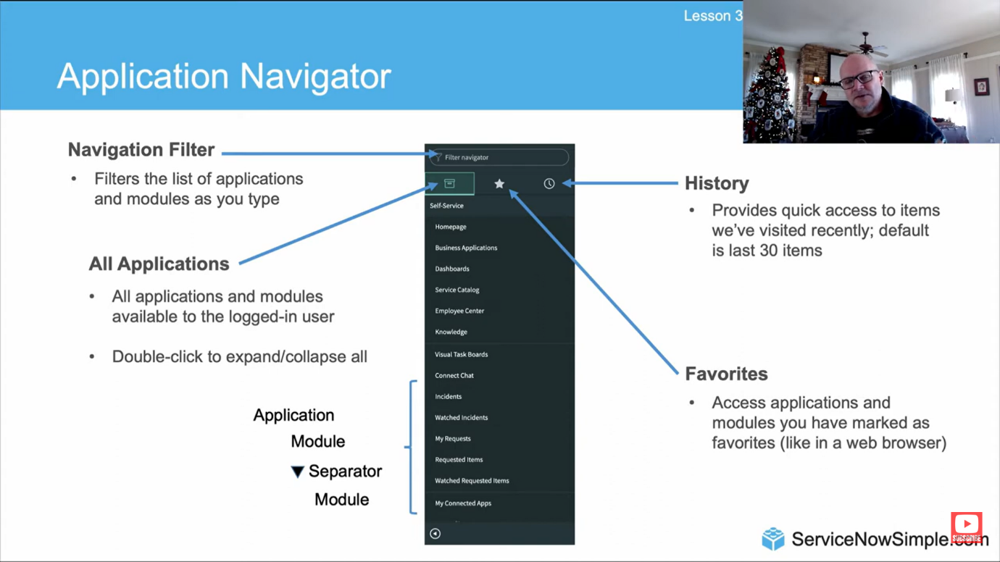 Lesson 3
Application Navigator
Navigation Filter
• Filters the list of applications
and modules as you type
All Applications
• All applications and modules
available to the logged-in user
• Double-click to expand/collapse all
Application
Module
▼ Separator
Module
Filter navigator
Self-Service
Homepage
Business Applications
Dashboards
Service Catalog
Employee Center
Knowledge
Visual Task Boards
Connect Chat
Incidents
Watched Incidents
My Requests
Requested Items
Watched Requested Items
My Connected Apps
History
• Provides quick access to items
we've visited recently; default
is last 30 items
Favorites
• Access applications and
modules you have marked as
favorites (like in a web browser)
SUBSCRIBE
ServiceNowSimple.com